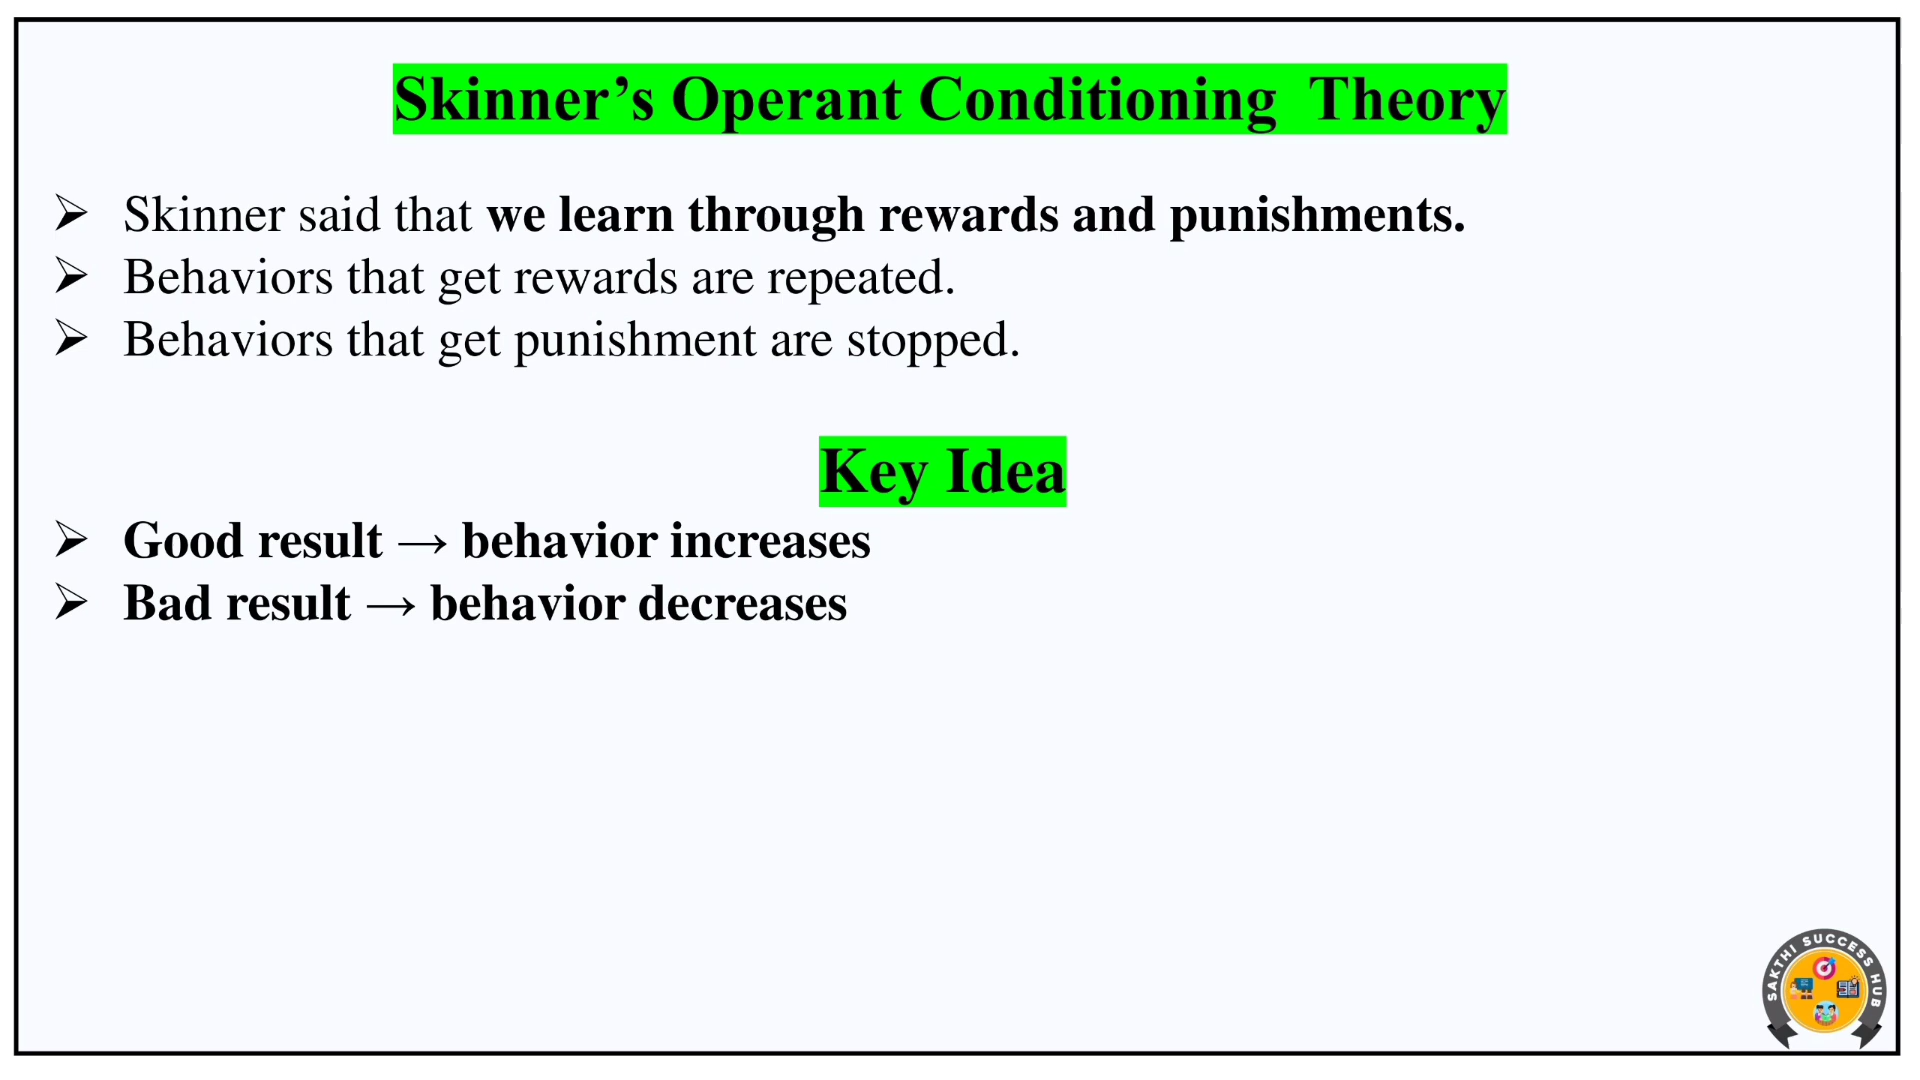 Skinner’s Operant Conditioning  Theory
➢ Skinner said that we learn through rewards and punishments.
➢ Behaviors that get rewards are repeated.
➢ Behaviors that get punishment are stopped.
Key Idea
➢ Good result → behavior increases
➢ Bad result → behavior decreases
SAKTHI SUCCESS HUB